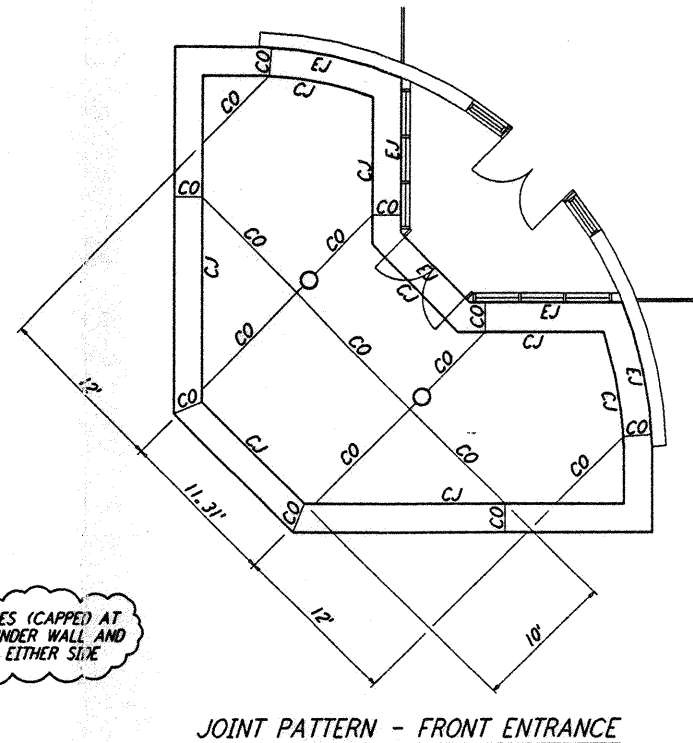 CO
EJ
CJ
CO
EJ
CJ
CO
CO
CO
CO
CJ
EJ
CJ
CO
EJ
CO
CO
CO
CJ
EJ
CJ
12'
CO
CJ
CO
CO
CO
CO
11.31'
CO
CJ
CO
12'
10'
ES (CAPPED AT
NDER WALL AND
EITHER SIDE
JOINT PATTERN - FRONT ENTRANCE